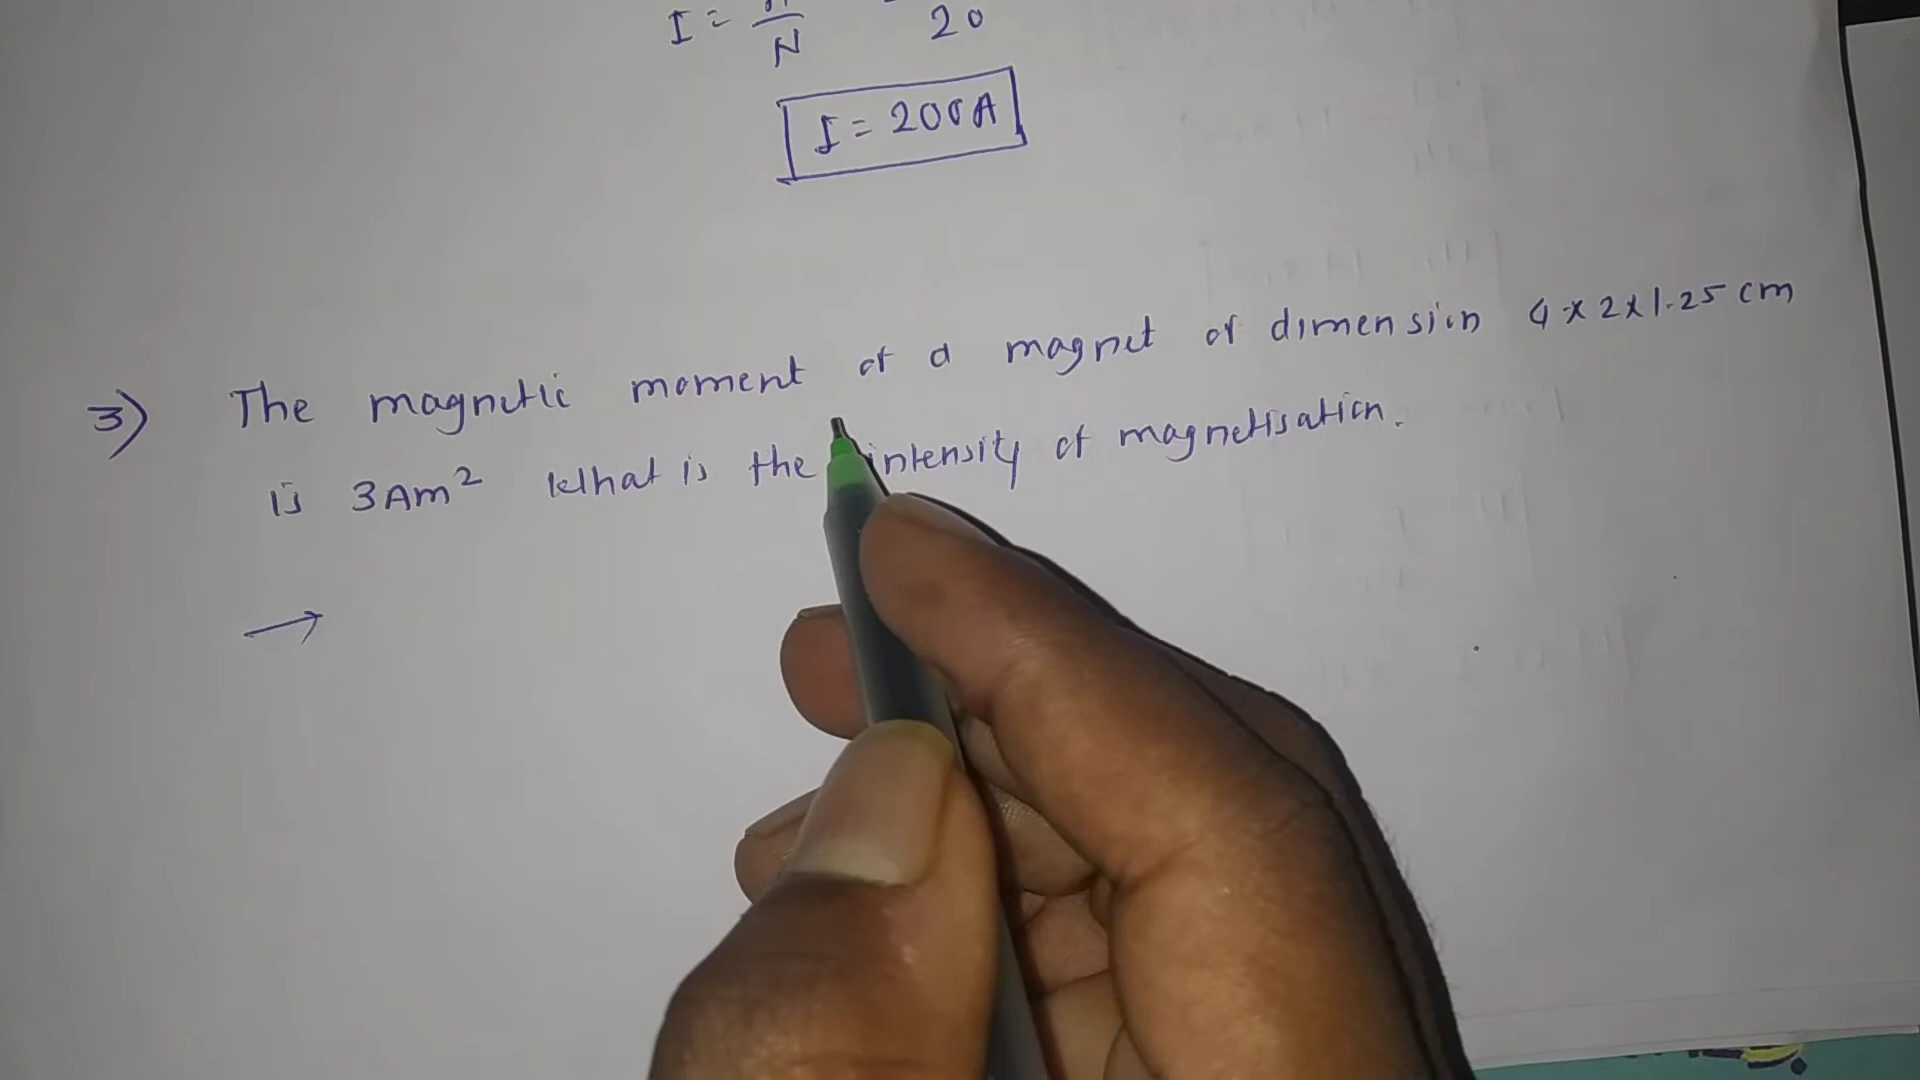 I = N 20
I = 200A
3) The magnetic moment of a magnet of dimension 4 x 2 x 1.25 cm
is 3Am² What is the intensity of magnetisation.
→